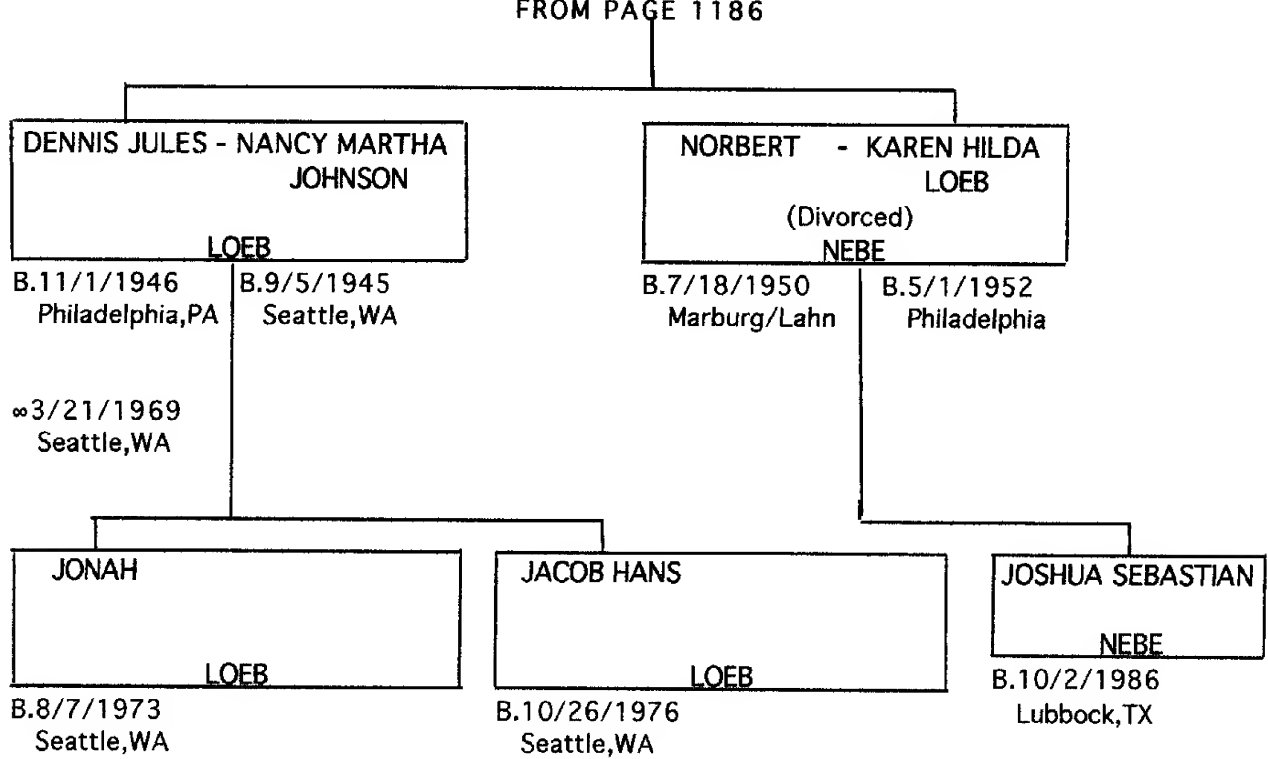 FROM PAGE 1186
DENNIS JULES - NANCY MARTHA
JOHNSON
LOEB
B.11/1/1946 B.9/5/1945
Philadelphia,PA Seattle,WA
∞3/21/1969
Seattle,WA
NORBERT - KAREN HILDA
LOEB
(Divorced)
NEBE
B.7/18/1950 B.5/1/1952
Marburg/Lahn Philadelphia
JONAH
LOEB
B.8/7/1973
Seattle,WA
JACOB HANS
LOEB
B.10/26/1976
Seattle,WA
JOSHUA SEBASTIAN
NEBE
B.10/2/1986
Lubbock,TX